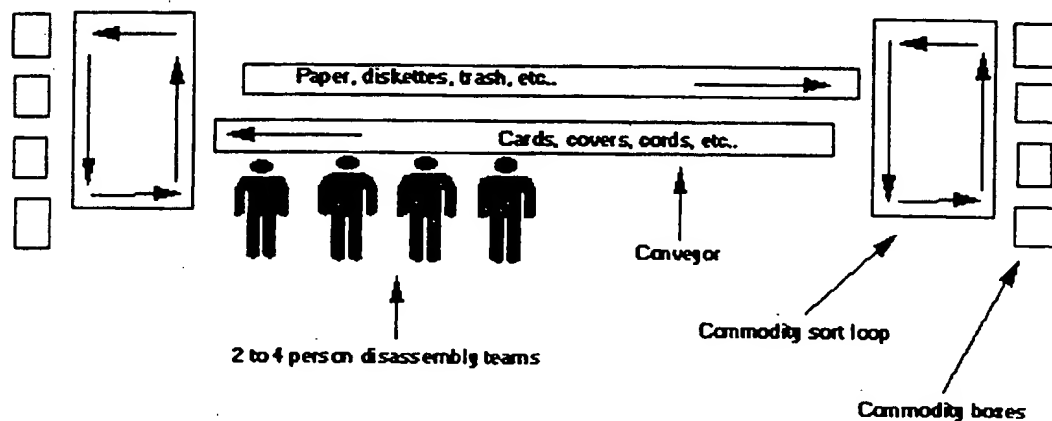 Paper, diskettes, trash, etc..
Cards, covers, cords, etc..
Conveyor
2 to 4 person disassembly teams
Commodity sort loop
Commodity boxes